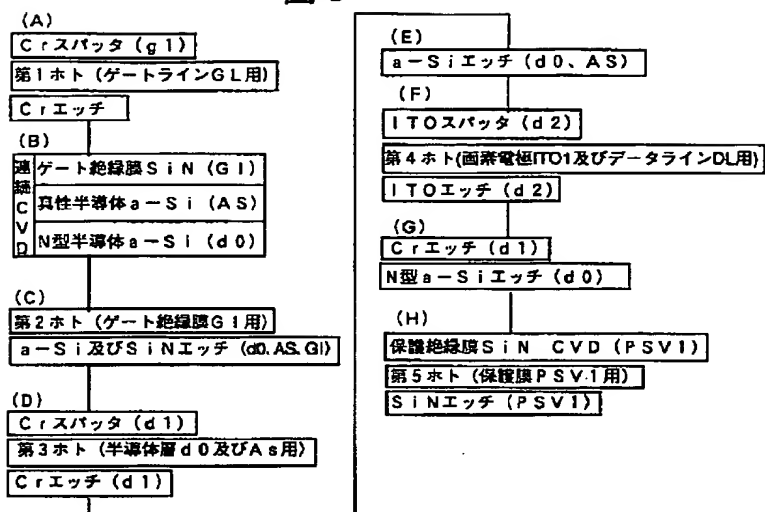 (A)
Crスパッタ(g1)
第1ホト(ゲートラインGL用)
Crエッチ
(B)
連続CVD
ゲート絶縁膜SiN(GI)
真性半導体a-Si(AS)
N型半導体a-Si(d0)
(C)
第2ホト(ゲート絶縁膜GI用)
a-Si及びSiNエッチ(d0、AS、GI)
(D)
Crスパッタ(d1)
第3ホト(半導体層d0及びAs用)
Crエッチ(d1)
(E)
a-Siエッチ(d0、AS)
(F)
ITOスパッタ(d2)
第4ホト(画素電極ITO1及びデータラインDL用)
ITOエッチ(d2)
(G)
Crエッチ(d1)
N型a-Siエッチ(d0)
(H)
保護絶縁膜SiN CVD(PSV1)
第5ホト(保護膜PSV1用)
SiNエッチ(PSV1)